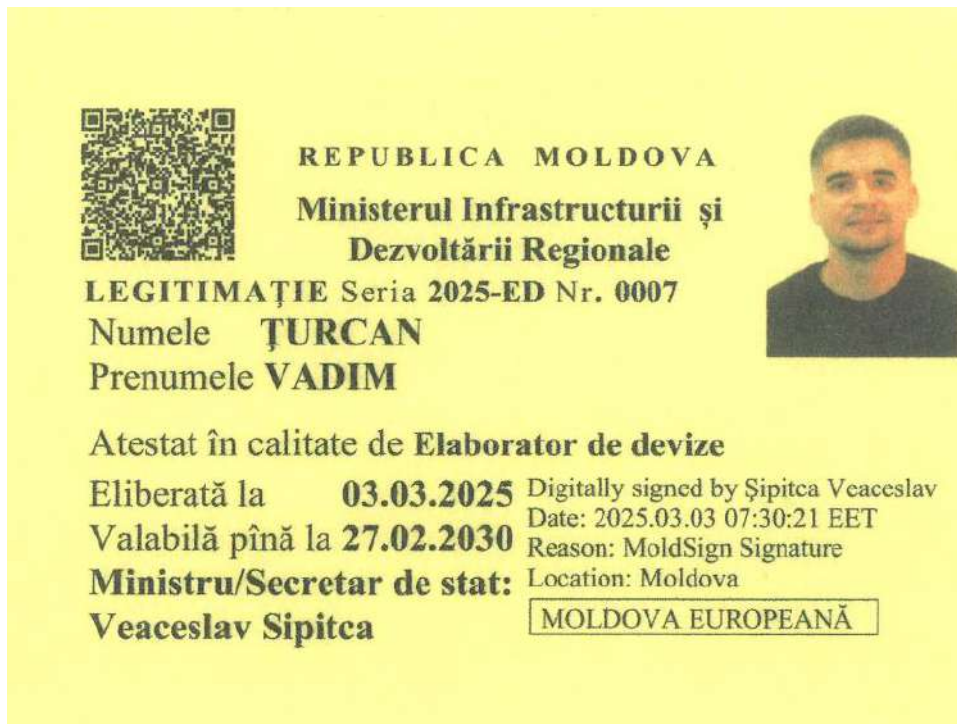 REPUBLICA MOLDOVA
Ministerul Infrastructurii și
Dezvoltării Regionale
LEGITIMAȚIE Seria 2025-ED Nr. 0007
Numele ȚURCAN
Prenumele VADIM
Atestat în calitate de Elaborator de devize
Eliberată la 03.03.2025
Valabilă pînă la 27.02.2030
Ministru/Secretar de stat:
Veaceslav Sipitca
Digitally signed by Șipitca Veaceslav
Date: 2025.03.03 07:30:21 EET
Reason: MoldSign Signature
Location: Moldova
MOLDOVA EUROPEANĂ